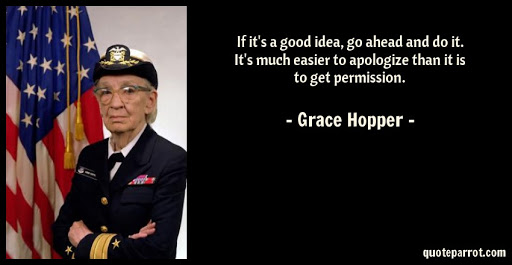 If it's a good idea, go ahead and do it.
It's much easier to apologize than it is
to get permission.
- Grace Hopper -
quoteparrot.com